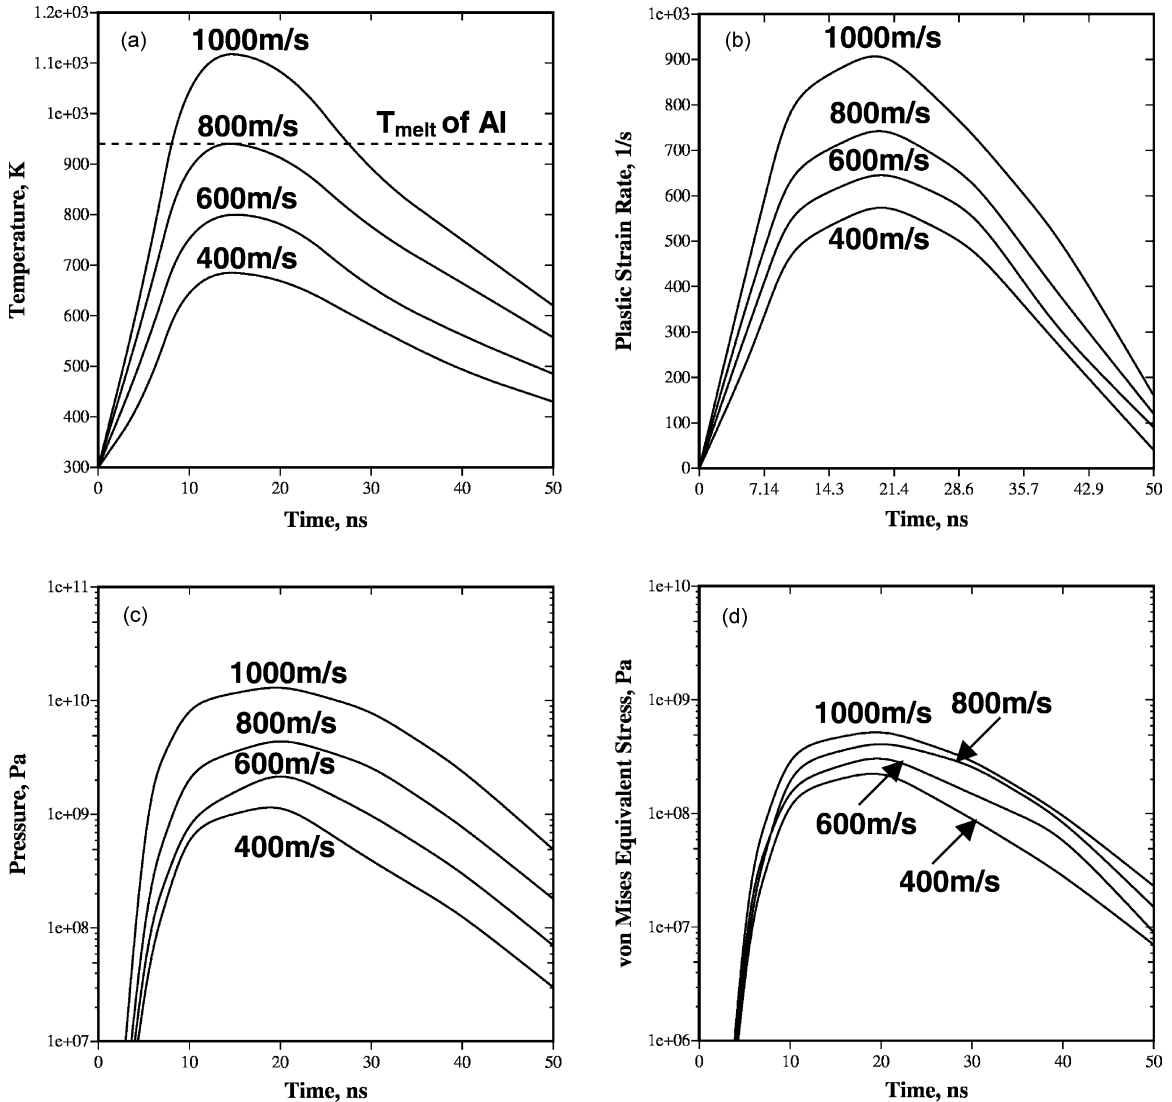 (a)
1.2e+03
1.1e+03
1e+03
900
800
700
600
500
400
300
Temperature, K
1000m/s
800m/s
600m/s
400m/s
Tmelt of Al
0 10 20 30 40 50
Time, ns
(b)
1e+03
900
800
700
600
500
400
300
200
100
0
Plastic Strain Rate, 1/s
1000m/s
800m/s
600m/s
400m/s
0 7.14 14.3 21.4 28.6 35.7 42.9 50
Time, ns
(c)
1e+11
1e+10
1e+09
1e+08
1e+07
Pressure, Pa
1000m/s
800m/s
600m/s
400m/s
0 10 20 30 40 50
Time, ns
(d)
1e+10
1e+09
1e+08
1e+07
1e+06
von Mises Equivalent Stress, Pa
1000m/s
800m/s
600m/s
400m/s
0 10 20 30 40 50
Time, ns